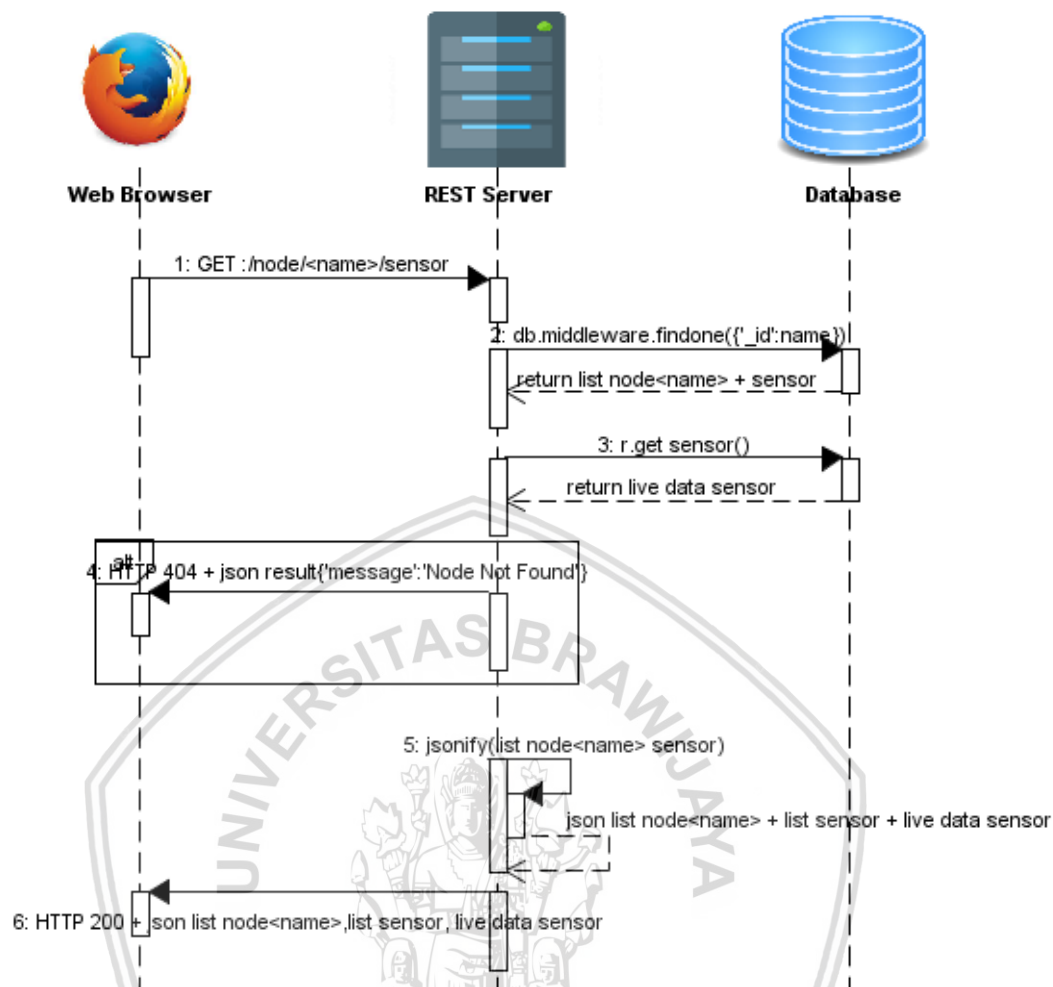 Web Browser
REST Server
Database
1: GET :/node/<name>/sensor
2: db.middleware.findone({'_id':name})
return list node<name> + sensor
3: r.get sensor()
return live data sensor
alt
4: HTTP 404 + json result{'message':'Node Not Found'}
UNIVERSITAS BRAWIJAYA
5: jsonify(list node<name> sensor)
json list node<name> + list sensor + live data sensor
6: HTTP 200 + json list node<name>,list sensor, live data sensor